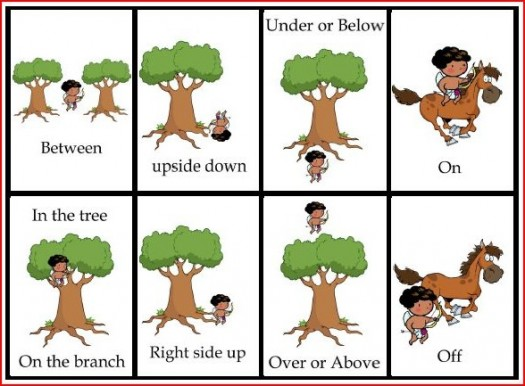 Between
upside down
Under or Below
On
In the tree
On the branch
Right side up
Over or Above
Off